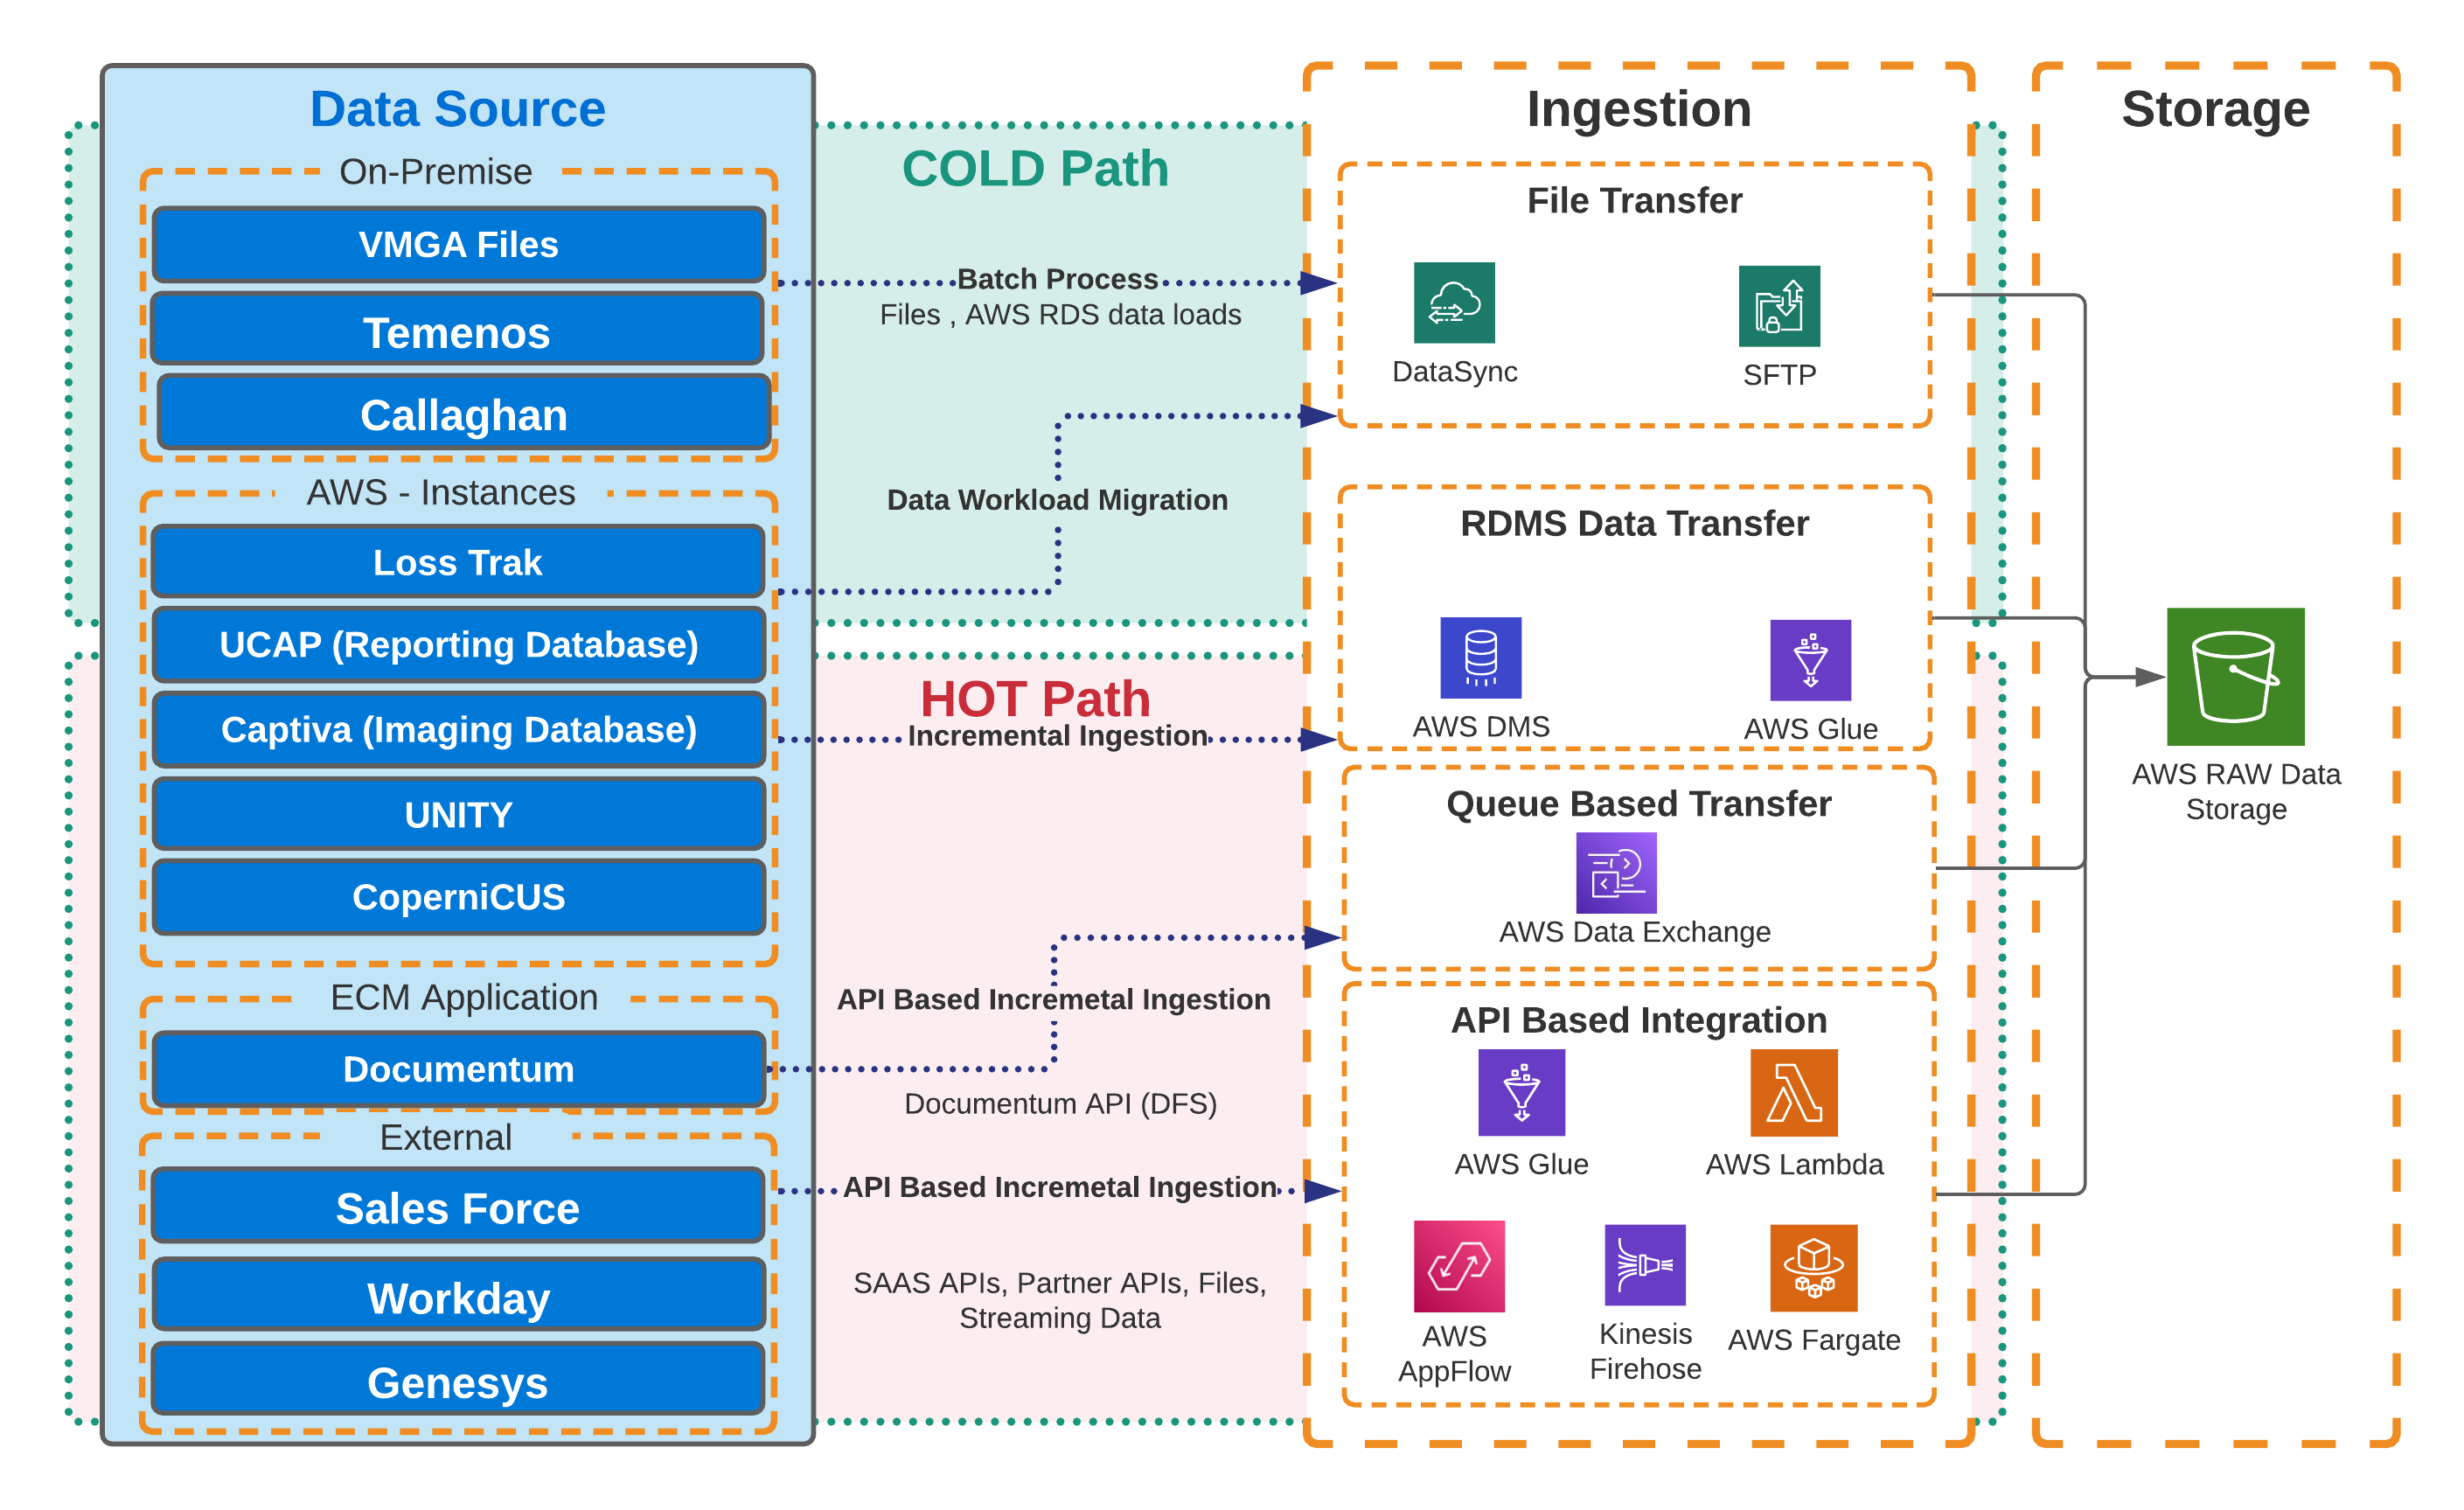 Data Source
On-Premise
VMGA Files
Temenos
Callaghan
AWS - Instances
Loss Trak
UCAP (Reporting Database)
Captiva (Imaging Database)
UNITY
CoperniCUS
ECM Application
Documentum
External
Sales Force
Workday
Genesys
COLD Path
Batch Process
Files , AWS RDS data loads
Data Workload Migration
HOT Path
Incremental Ingestion
API Based Incremetal Ingestion
Documentum API (DFS)
API Based Incremetal Ingestion
SAAS APIs, Partner APIs, Files,
Streaming Data
Ingestion
File Transfer
DataSync
SFTP
RDMS Data Transfer
AWS DMS
AWS Glue
Queue Based Transfer
AWS Data Exchange
API Based Integration
AWS Glue
AWS Lambda
AWS
AppFlow
Kinesis
Firehose
AWS Fargate
Storage
AWS RAW Data
Storage